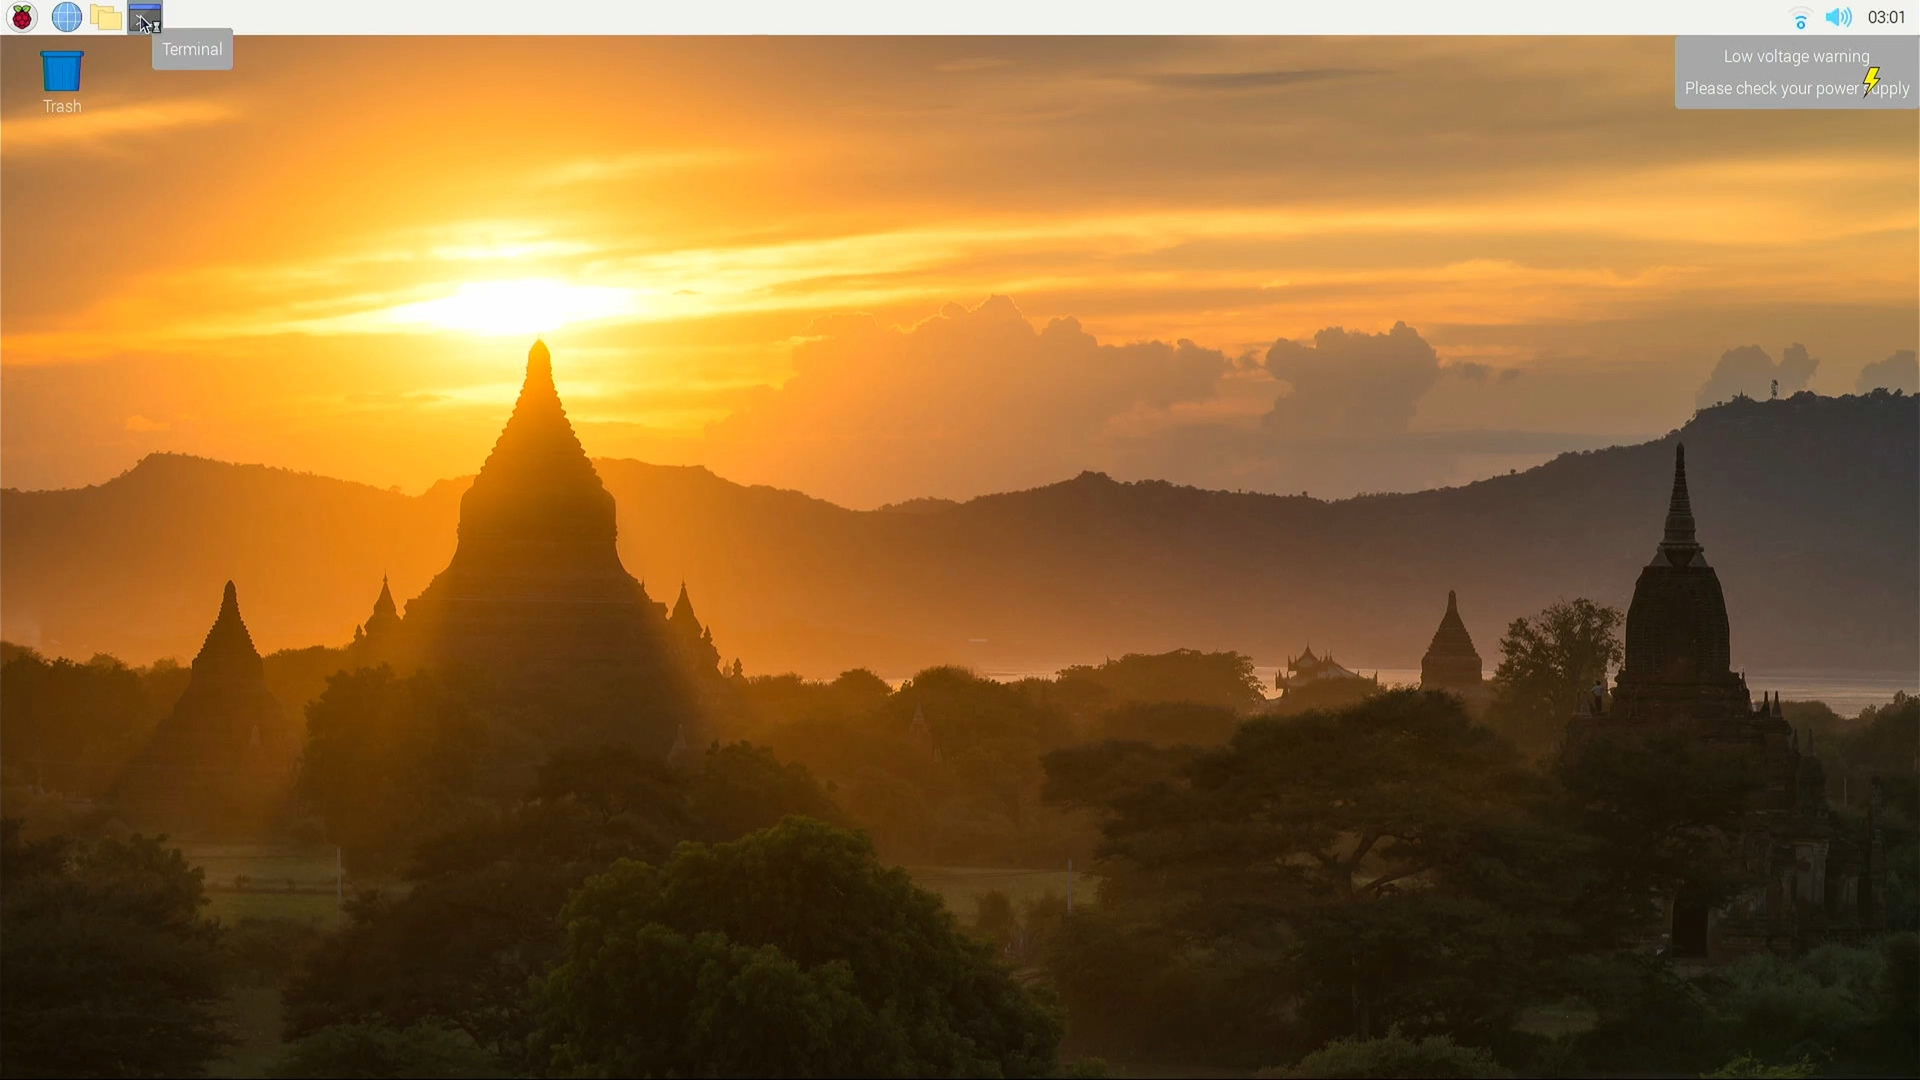 03:01
Terminal
Low voltage warning
Please check your power supply
Trash